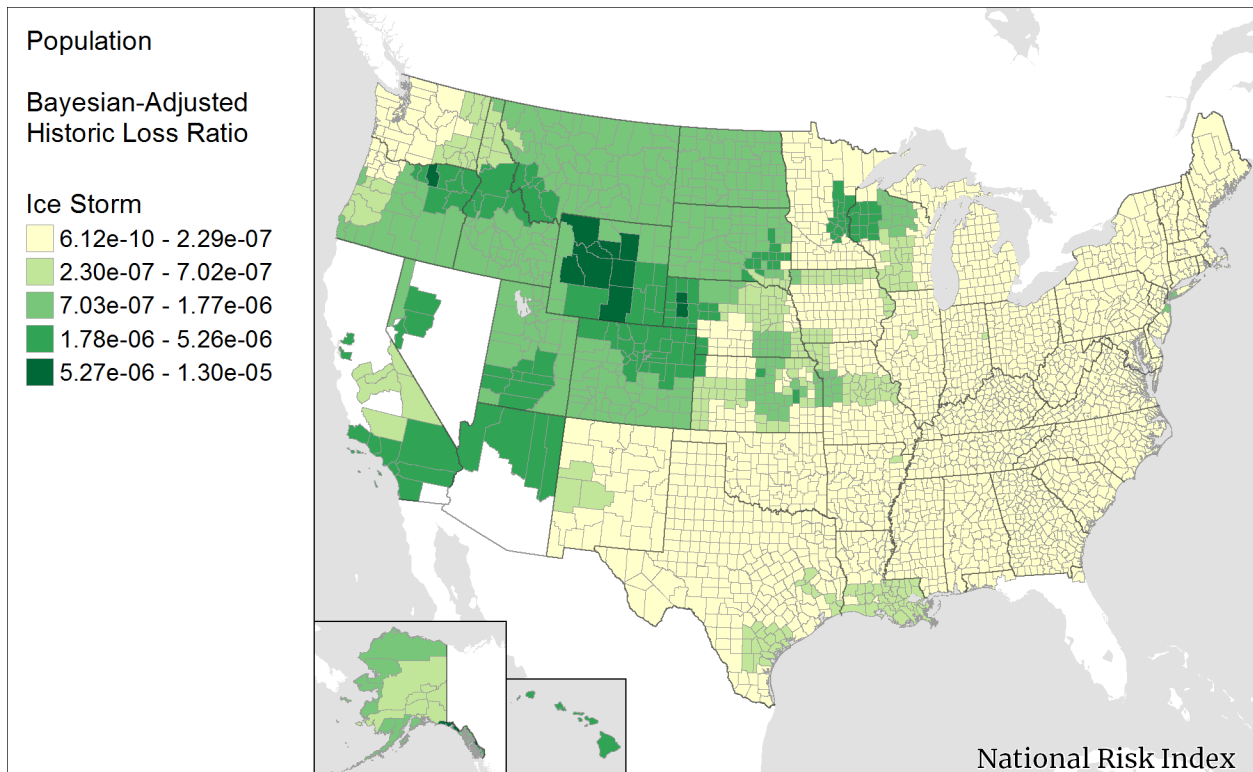 Population
Bayesian-Adjusted
Historic Loss Ratio
Ice Storm
6.12e-10 - 2.29e-07
2.30e-07 - 7.02e-07
7.03e-07 - 1.77e-06
1.78e-06 - 5.26e-06
5.27e-06 - 1.30e-05
National Risk Index